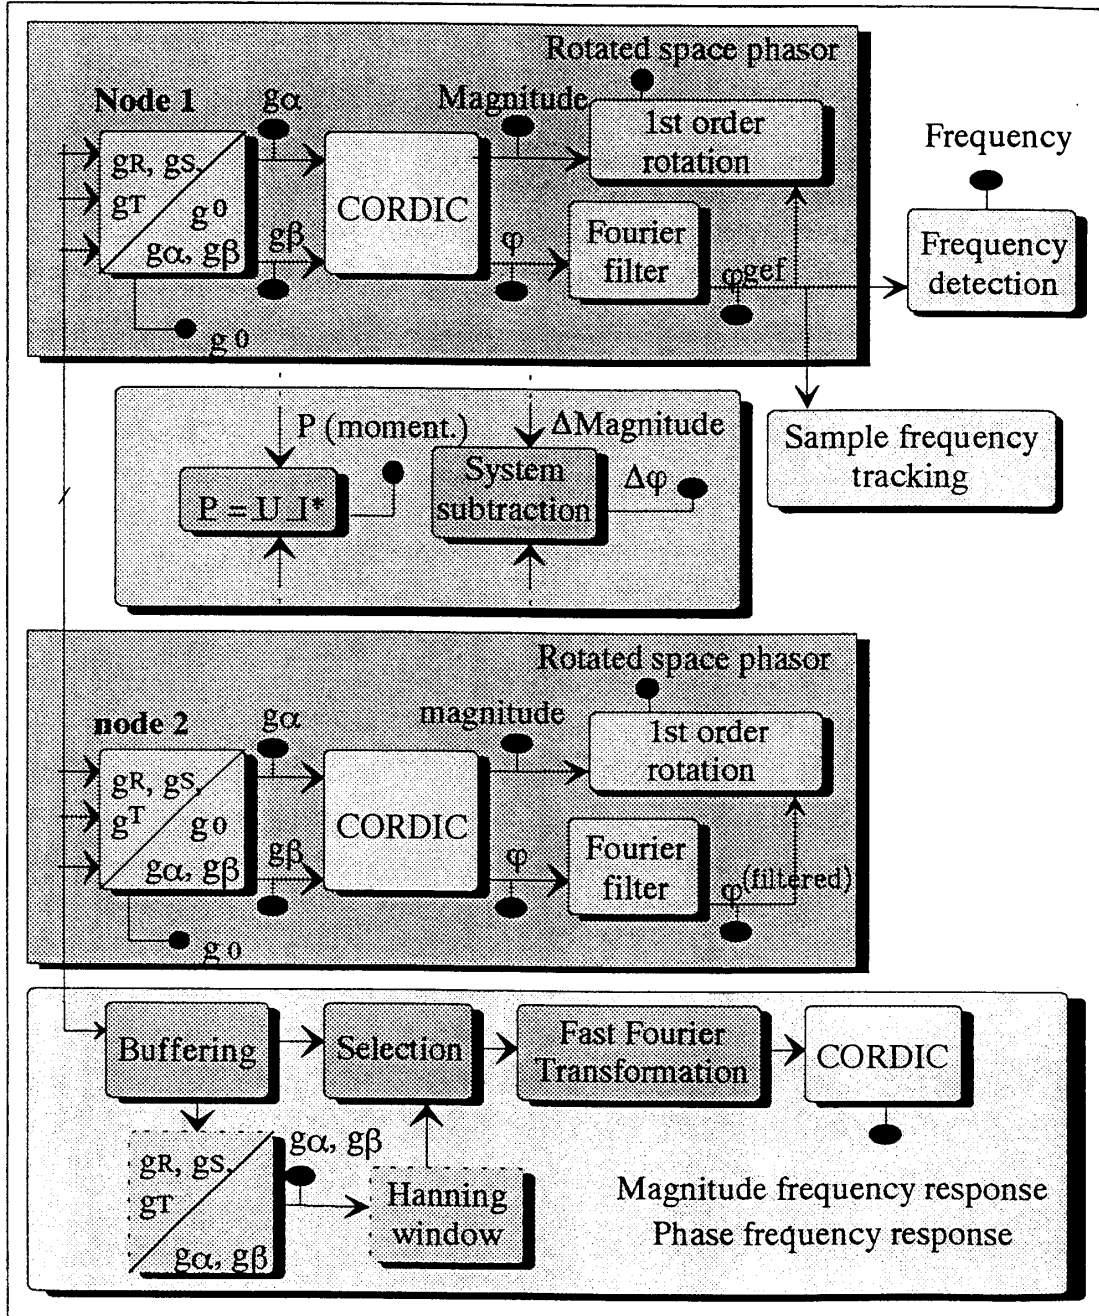 Rotated space phasor
Node 1
gα
Magnitude
1st order
rotation
Frequency
gR, gS,
gT
g0
gα, gβ
CORDIC
gβ
φ
Fourier
filter
φgef
Frequency
detection
g0
P (moment.)
ΔMagnitude
P = U I*
System
subtraction
Δφ
Sample frequency
tracking
Rotated space phasor
node 2
gα
magnitude
1st order
rotation
gR, gS,
gT
g0
gα, gβ
CORDIC
gβ
φ
Fourier
filter
φ(filtered)
g0
Buffering
Selection
Fast Fourier
Transformation
CORDIC
gR, gS,
gT
gα, gβ
gα, gβ
Hanning
window
Magnitude frequency response
Phase frequency response